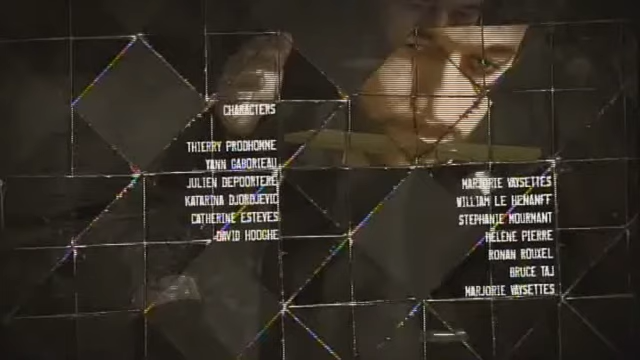 CHARACTERS
THIERRY PRODHOMME
YANN GABORIEAU
JULIEN DEPOORTERE
KATARINA DJORDJEVIC
CATHERINE ESTEVES
DAVID HOOGHE
MARJORIE VAYSETTES
WILLIAM LE HENANFF
STEPHANIE MOURNANT
HELENE PIERRE
RONAN ROUXEL
BRUCE TAJ
MARJORIE VAYSETTES